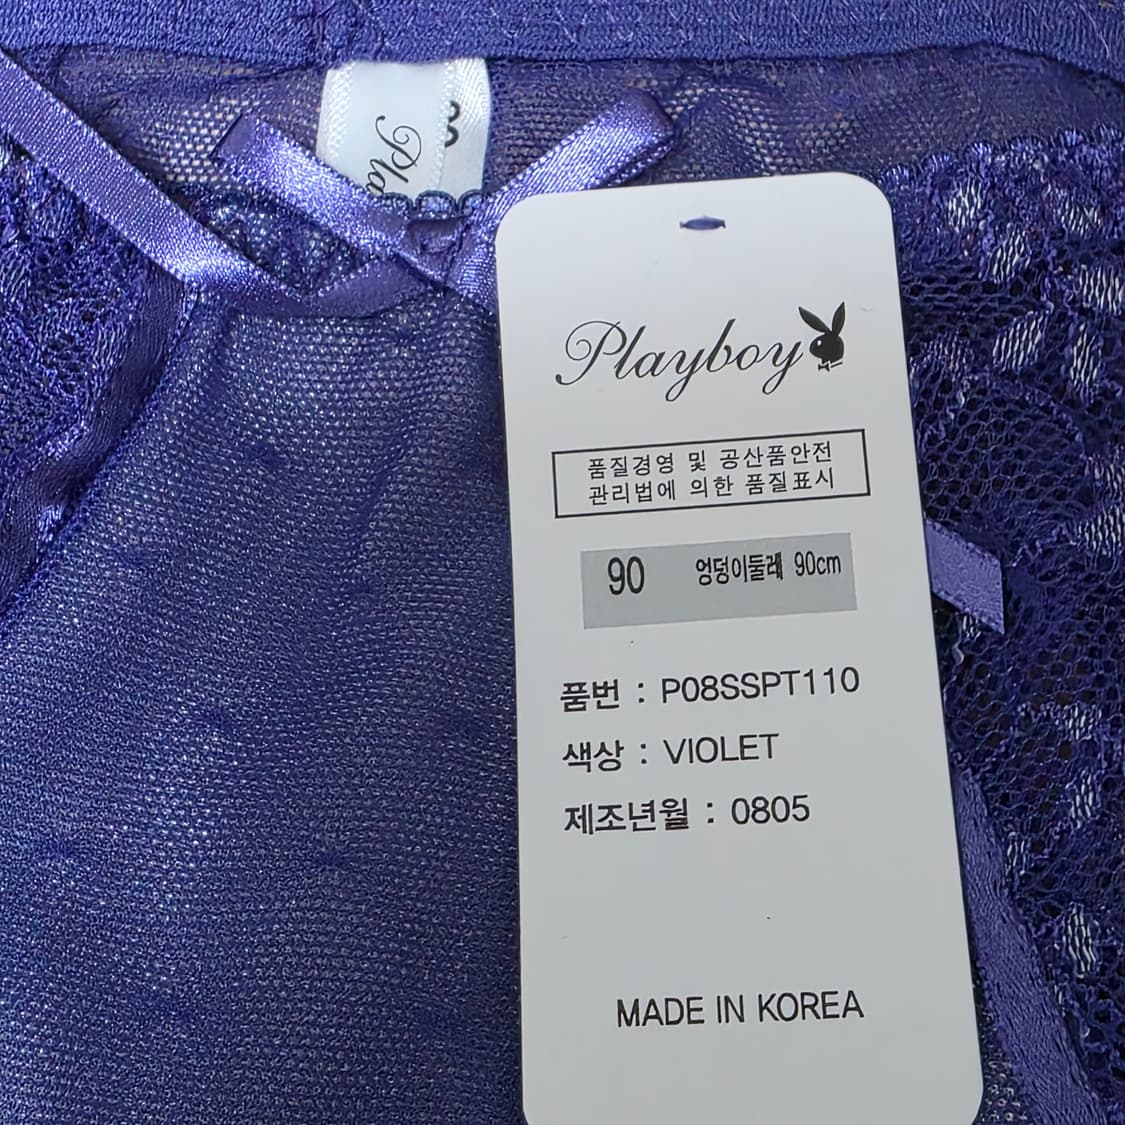 90
Pla
Playboy
품질경영 및 공산품안전
관리법에 의한 품질표시
90 엉덩이둘레 90cm
품번 : P08SSPT110
색상 : VIOLET
제조년월 : 0805
MADE IN KOREA